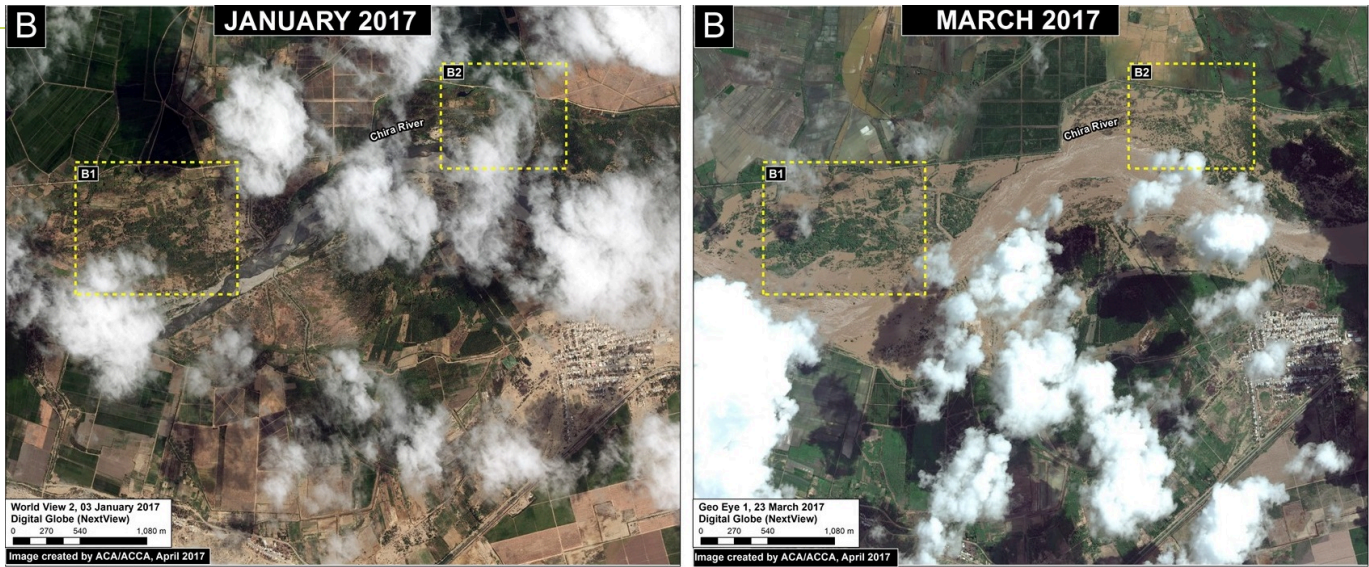 B
JANUARY 2017
B2
Chira River
B1
World View 2, 03 January 2017
Digital Globe (NextView)
0 270 540 1,080 m
Image created by ACA/ACCA, April 2017
B
MARCH 2017
B2
Chira River
B1
Geo Eye 1, 23 March 2017
Digital Globe (NextView)
0 270 540 1,080 m
Image created by ACA/ACCA, April 2017